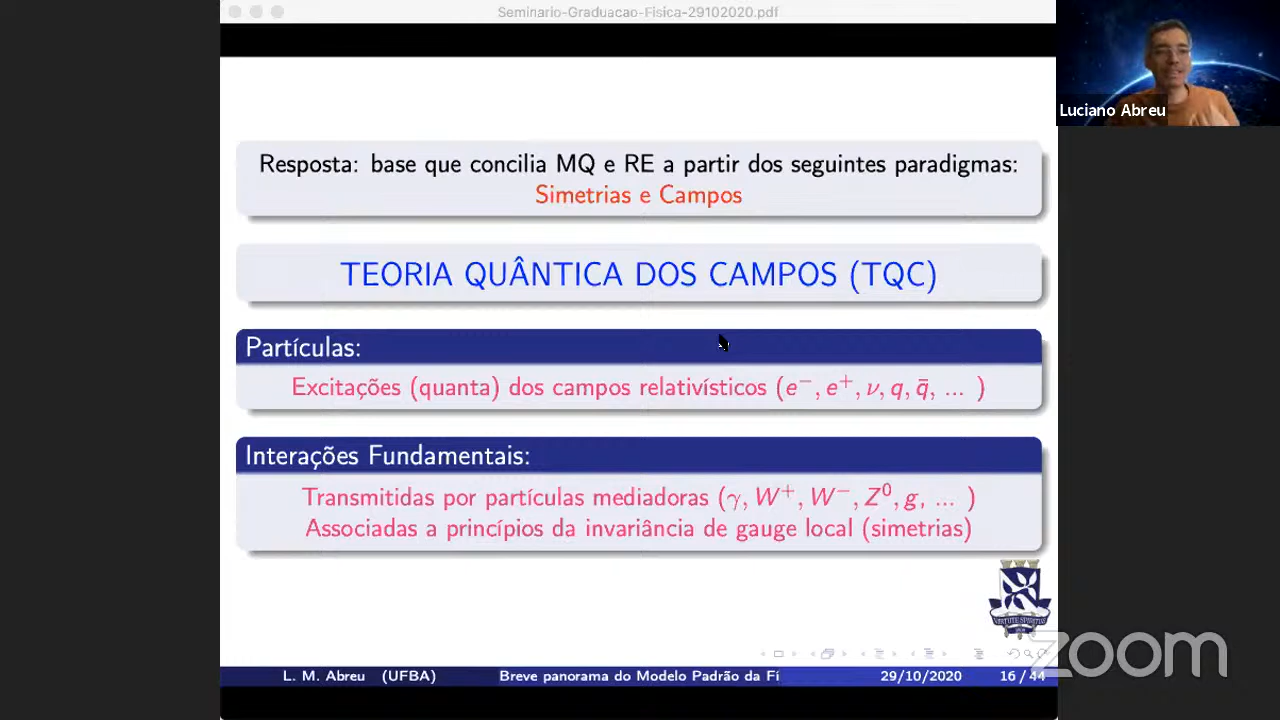 Seminario-Graduacao-Fisica-29102020.pdf
Luciano Abreu
Resposta: base que concilia MQ e RE a partir dos seguintes paradigmas:
Simetrias e Campos
TEORIA QUÂNTICA DOS CAMPOS (TQC)
Partículas:
Excitações (quanta) dos campos relativísticos (e⁻, e⁺, ν, q, q̄, ... )
Interações Fundamentais:
Transmitidas por partículas mediadoras (γ, W⁺, W⁻, Z⁰, g, ... )
Associadas a princípios da invariância de gauge local (simetrias)
VIRTUTE SPIRITUS
zoom
L. M. Abreu (UFBA) Breve panorama do Modelo Padrão da Fí 29/10/2020 16 / 44